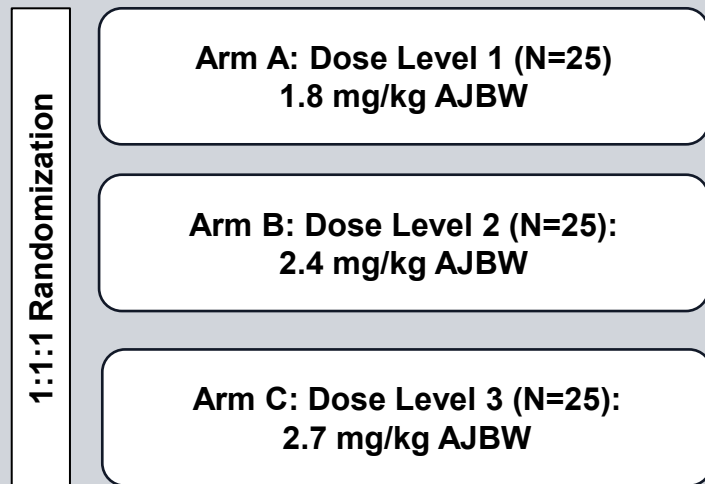 1:1:1 Randomization
Arm A: Dose Level 1 (N=25)
1.8 mg/kg AJBW
Arm B: Dose Level 2 (N=25):
2.4 mg/kg AJBW
Arm C: Dose Level 3 (N=25):
2.7 mg/kg AJBW